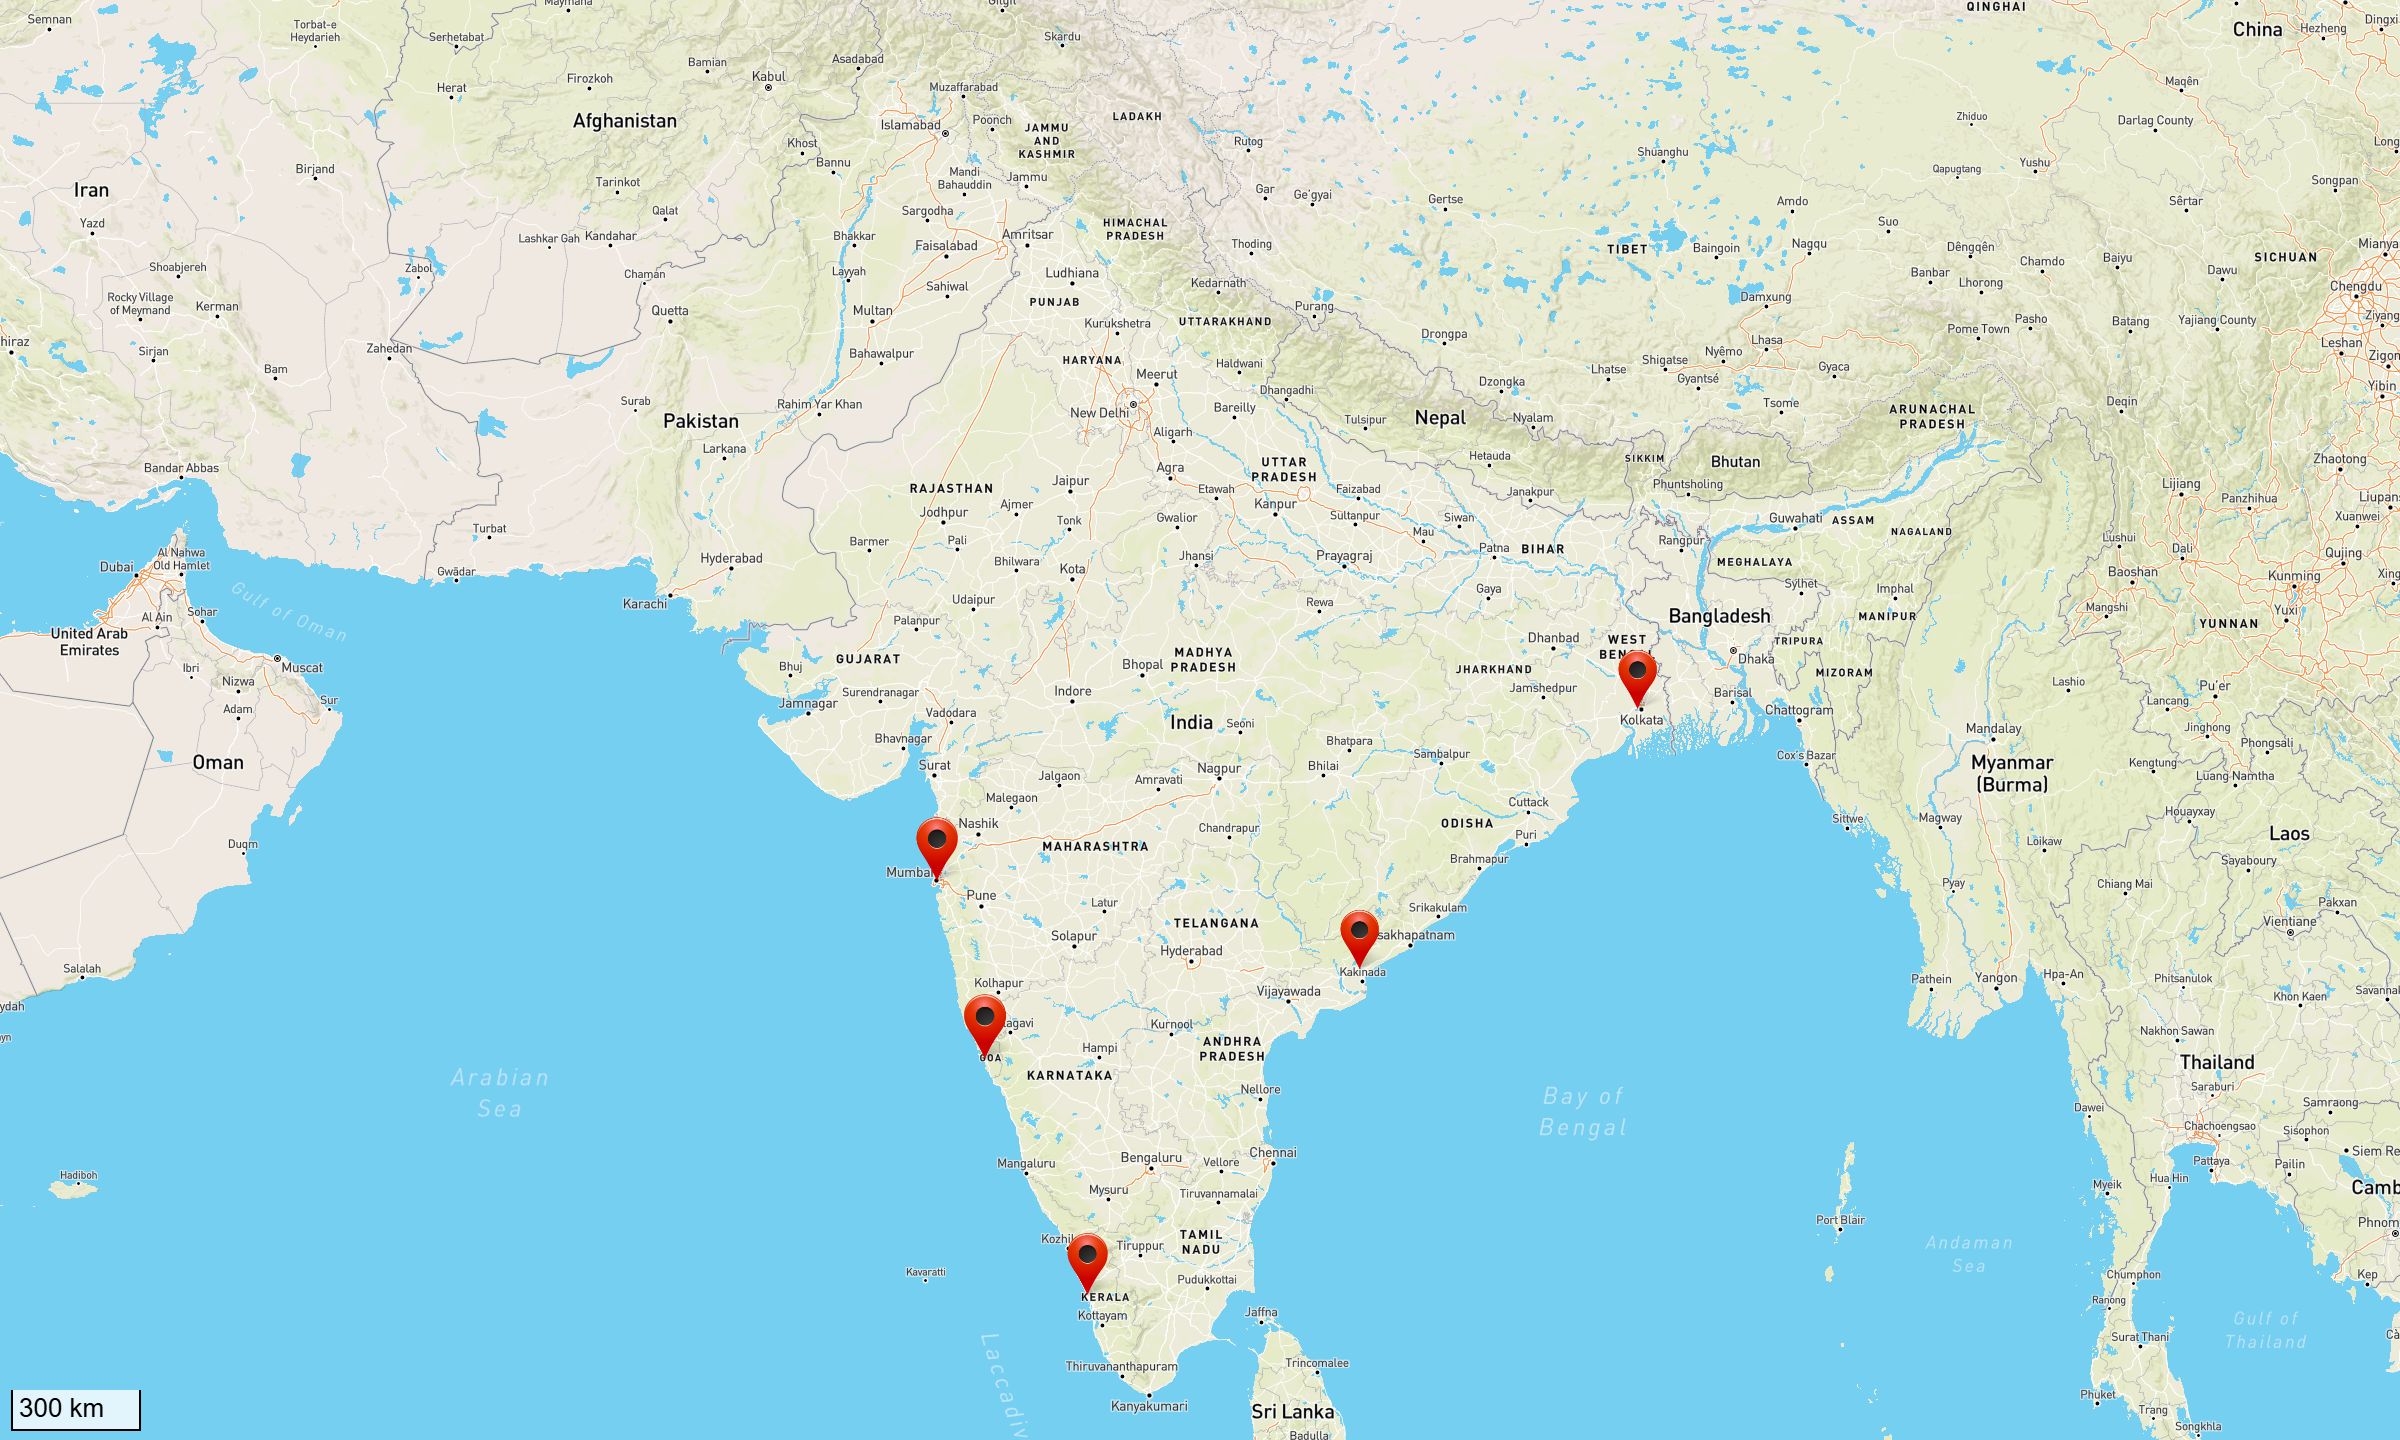 Semnan
Torbat-e
Heydarieh
Serhetabat
Maymana
Gilgit
Skardu
QINGHAI
China
Hezheng
Dingxi
Asadabad
Bamian
Kabul
Firozkoh
Herat
Muzaffarabad
Maqên
Afghanistan
Islamabad
Poonch
LADAKH
Zhiduo
Darlag County
JAMMU
AND
KASHMIR
Khost
Bannu
Rutog
Shuanghu
Qapugtang
Yushu
Long
Birjand
Iran
Tarinkot
Mandi
Bahauddin
Jammu
Gar
Ge'gyai
Gertse
Songpan
Amdo
Sêrtar
Yazd
Qalat
Sargodha
HIMACHAL
PRADESH
Suo
Lashkar Gah
Kandahar
Bhakkar
Faisalabad
Amritsar
Thoding
TIBET
Baingoin
Nagqu
Dêngqên
Mianya
Shoabjereh
Zabol
Chaman
Layyah
Ludhiana
Banbar
Chamdo
Baiyu
Dawu
SICHUAN
Rocky Village
of Meymand
Kerman
Quetta
Multan
Sahiwal
PUNJAB
Kedarnath
Purang
Damxung
Lhorong
Chengdu
Kurukshetra
UTTARAKHAND
Drongpa
Pome Town
Pasho
Batang
Yajiang County
Ziyang
hiraz
Sirjan
Zahedan
Bahawalpur
HARYANA
Haldwani
Shigatse
Nyêmo
Lhasa
Leshan
Zigon
Bam
Meerut
Dhangadhi
Dzongka
Lhatse
Gyantsé
Gyaca
Yibin
Surab
Rahim Yar Khan
New Delhi
Bareilly
Tulsipur
Nepal
Nyalam
Tsome
ARUNACHAL
PRADESH
Deqin
Pakistan
Larkana
Aligarh
Bandar Abbas
Agra
UTTAR
PRADESH
Hetauda
SIKKIM
Bhutan
Zhaotong
RAJASTHAN
Jaipur
Etawah
Faizabad
Janakpur
Phuntsholing
Lijiang
Panzhihua
Liupan
Jodhpur
Ajmer
Tonk
Gwalior
Kanpur
Sultanpur
Siwan
Guwahati
ASSAM
NAGALAND
Xuanwei
Turbat
Barmer
Pali
Mau
Rangpur
Lushui
Dali
Qujing
Al Nahwa
Old Hamlet
Hyderabad
Bhilwara
Kota
Jhansi
Prayagraj
Patna
BIHAR
MEGHALAYA
Dubai
Gwādar
Baoshan
Kunming
Xing
Gulf of Oman
Karachi
Udaipur
Rewa
Gaya
Sylhet
Imphal
Al Ain
Sohar
Palanpur
Bangladesh
MANIPUR
Mangshi
YUNNAN
Yuxi
United Arab
Emirates
Dhanbad
WEST
TRIPURA
Ibri
Muscat
Bhuj
GUJARAT
Bhopal
MADHYA
PRADESH
JHARKHAND
Dhaka
MIZORAM
Nizwa
Surendranagar
Indore
Jamshedpur
Barisal
Lashio
Pu'er
Adam
Sur
Jamnagar
Vadodara
India
Seoni
Kolkata
Chattogram
Lancang
Jinghong
Bhavnagar
Bhatpara
Mandalay
Phongsali
Oman
Surat
Jalgaon
Amravati
Nagpur
Bhilai
Sambalpur
Cox's Bazar
Myanmar
(Burma)
Kengtung
Luang-Namtha
Malegaon
Cuttack
Houayxay
Duqm
Nashik
Chandrapur
ODISHA
Puri
Sittwe
Magway
Laos
MAHARASHTRA
Brahmapur
Loikaw
Sayaboury
Mumbai
Pune
Latur
Pyay
Chiang Mai
Srikakulam
Pakxan
TELANGANA
Vientiane
Solapur
Hyderabad
sakhapatnam
Salalah
Kolhapur
Kakinada
Pathein
Yangon
Hpa-An
Phitsanulok
Khon Kaen
Savanna
ydah
Vijayawada
yn
agavi
Kurnool
Nakhon Sawan
GOA
Hampi
ANDHRA
PRADESH
Thailand
Arabian
Sea
KARNATAKA
Nellore
Bay of
Bengal
Saraburi
Dawei
Samraong
Chachoengsao
Sisophon
Hadiboh
Mangaluru
Bengaluru
Vellore
Chennai
Pattaya
Pailin
Siem Re
Mysuru
Tiruvannamalai
Myeik
Hua Hin
Camb
Port Blair
Phnom
Kozhik
Tiruppur
TAMIL
NADU
Andaman
Sea
Kavaratti
Pudukkottai
Chumphon
Kep
KERALA
Kottayam
Jaffna
Ranong
Gulf of
Thailand
Laccadiv
Surat Thani
Thiruvananthapuram
Trincomalee
Phuket
Kanyakumari
Sri Lanka
Trang
Songkhla
Badulla
300 km